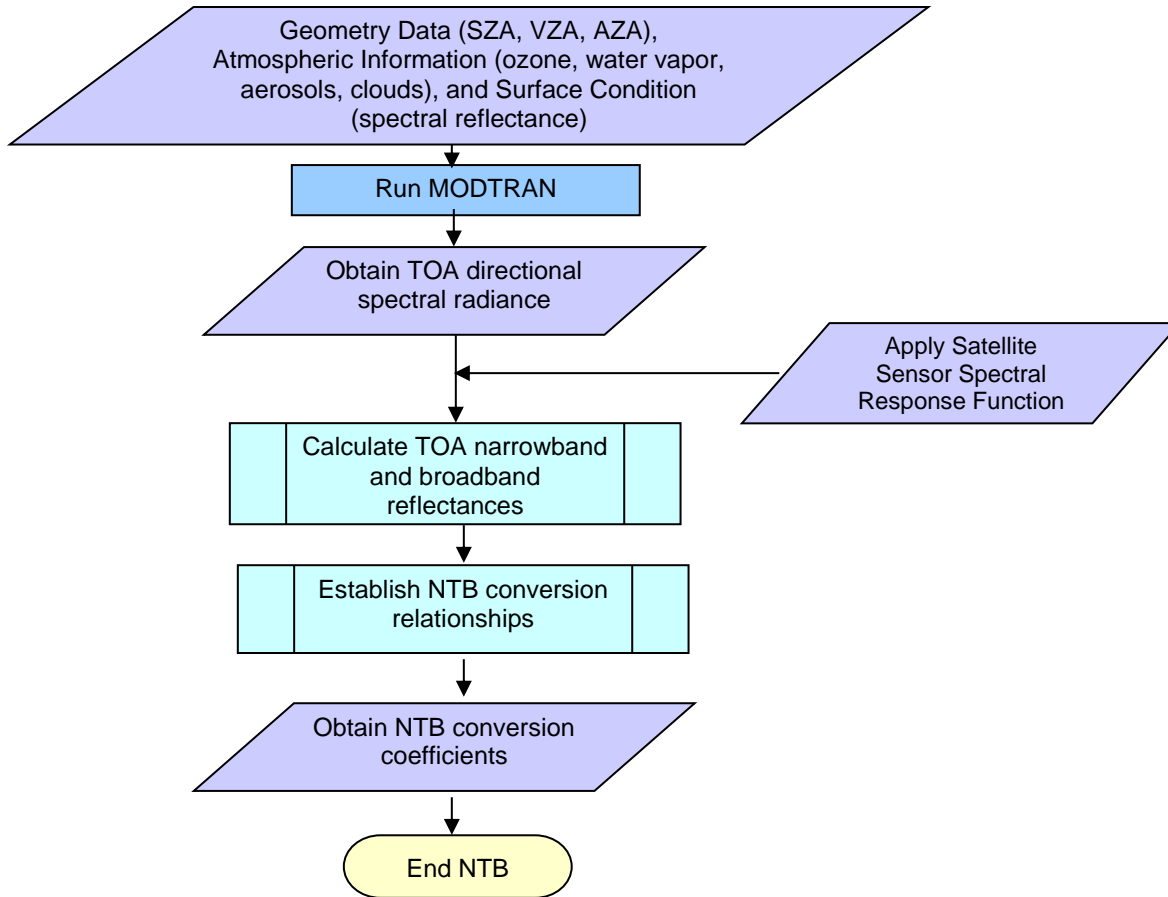 Geometry Data (SZA, VZA, AZA),
Atmospheric Information (ozone, water vapor,
aerosols, clouds), and Surface Condition
(spectral reflectance)
Run MODTRAN
Obtain TOA directional
spectral radiance
Apply Satellite
Sensor Spectral
Response Function
Calculate TOA narrowband
and broadband
reflectances
Establish NTB conversion
relationships
Obtain NTB conversion
coefficients
End NTB